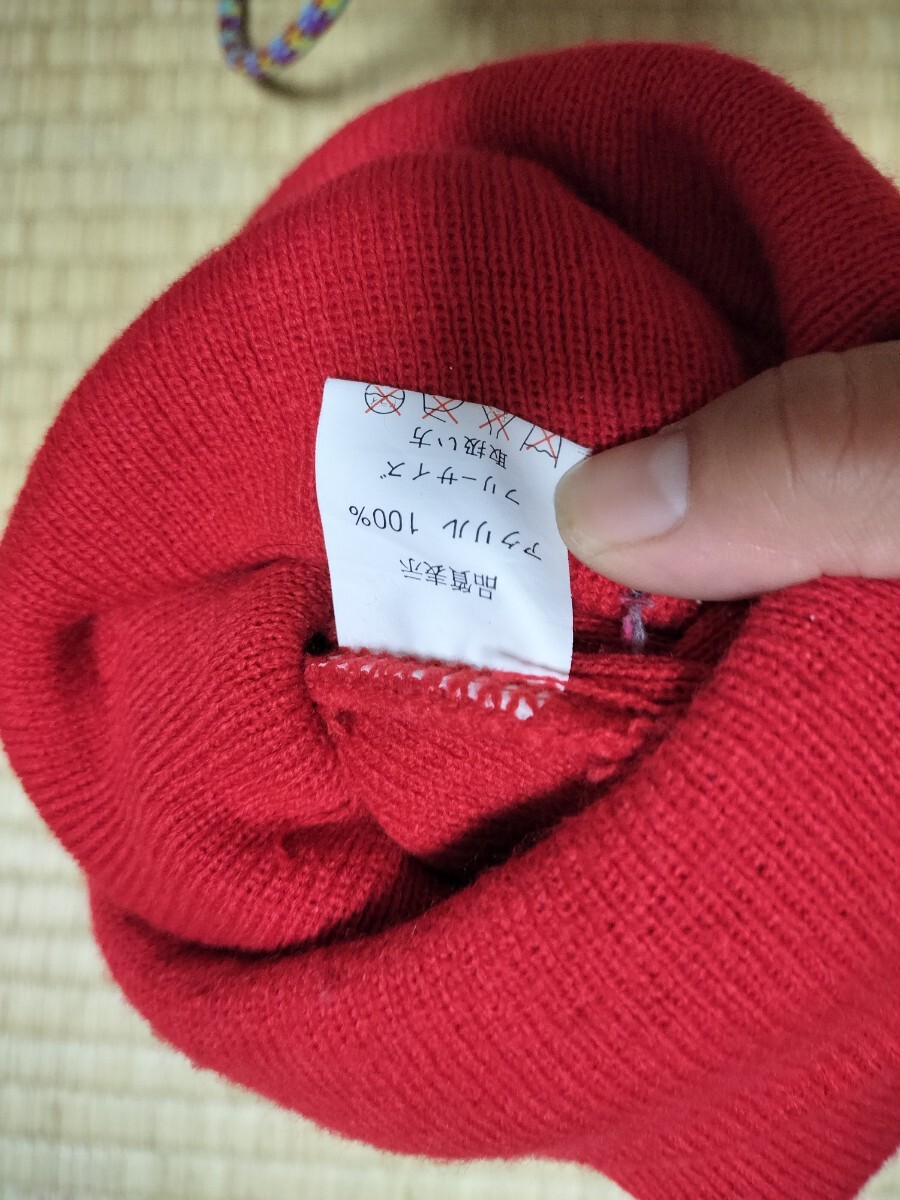 品質表示
アクリル 100%
フリーサイズ
取扱い方